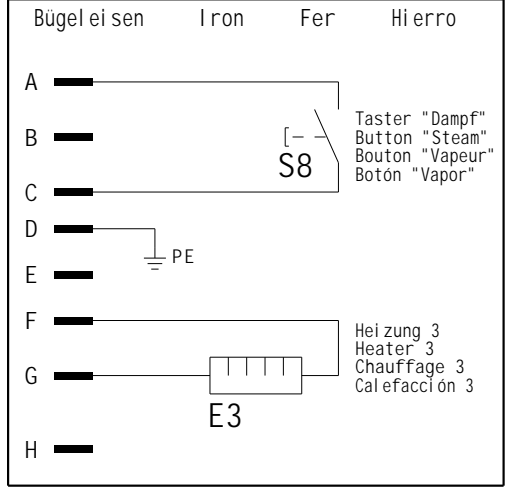 Bügeleisen Iron Fer Hierro
A
B
C
D
E
F
G
H
S8
Taster "Dampf"
Button "Steam"
Bouton "Vapeur"
Botón "Vapor"
PE
E3
Heizung 3
Heater 3
Chauffage 3
Calefacción 3